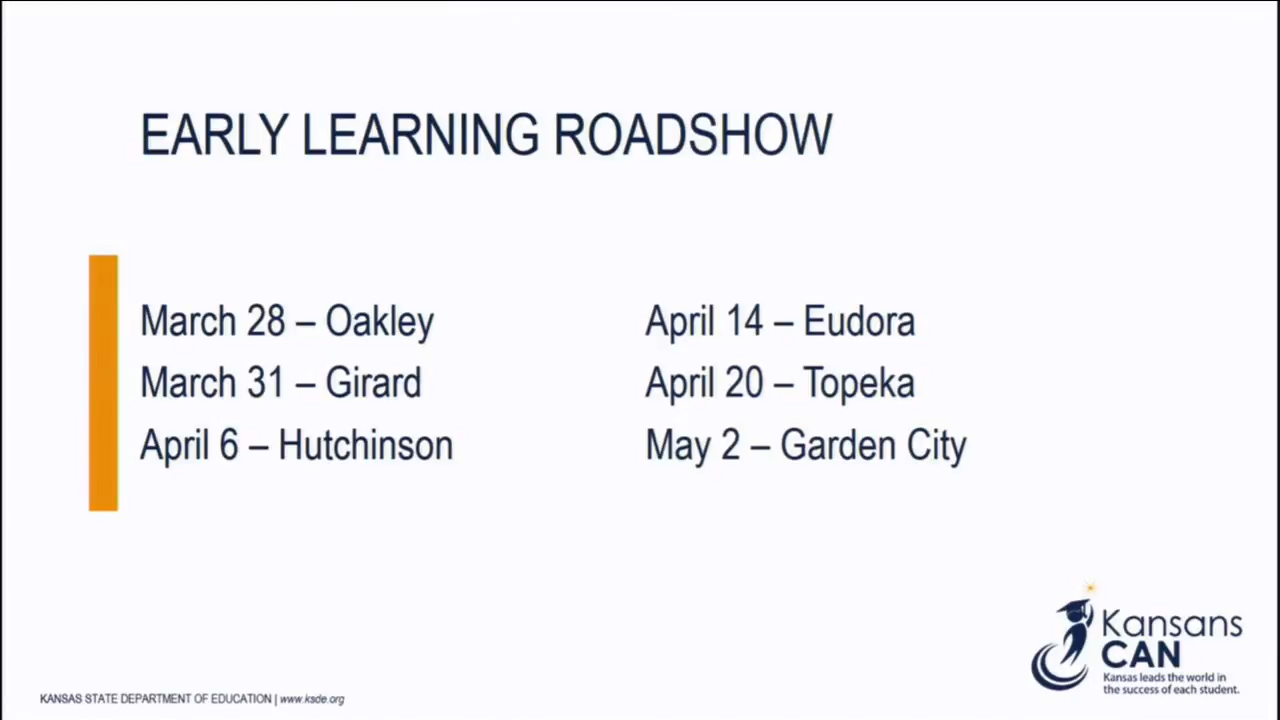 EARLY LEARNING ROADSHOW
March 28 – Oakley
March 31 – Girard
April 6 – Hutchinson
April 14 – Eudora
April 20 – Topeka
May 2 – Garden City
Kansans
CAN
Kansas leads the world in
the success of each student.
KANSAS STATE DEPARTMENT OF EDUCATION | www.ksde.org